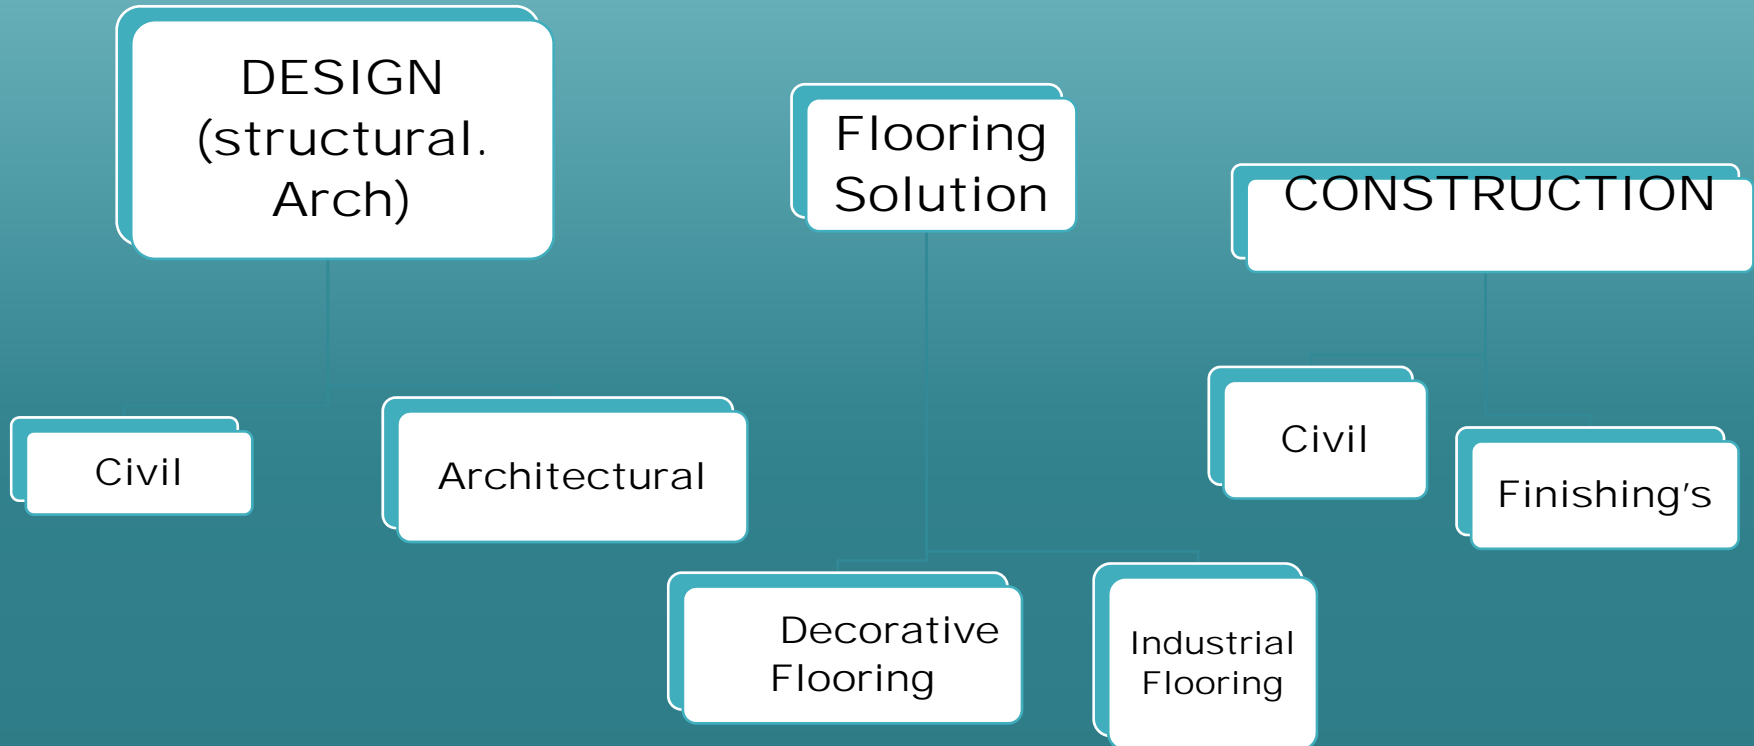 DESIGN
(structural.
Arch)
Flooring
Solution
CONSTRUCTION
Civil
Architectural
Civil
Finishing’s
Decorative
Flooring
Industrial
Flooring